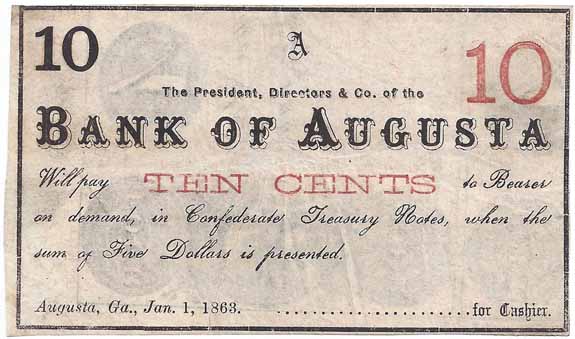 10 A 10
The President, Directors & Co. of the
BANK OF AUGUSTA
Will pay TEN CENTS to Bearer
on demand, in Confederate Treasury Notes, when the
sum of Five Dollars is presented.
Augusta, Ga., Jan. 1, 1863. ........................for Cashier.